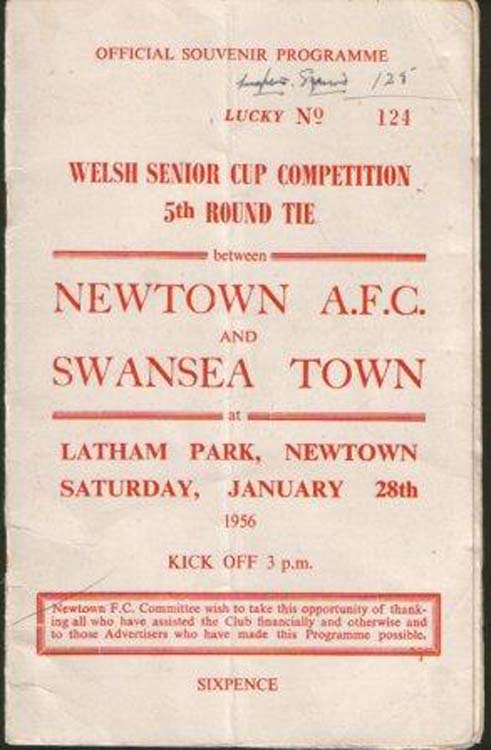 OFFICIAL SOUVENIR PROGRAMME
125
LUCKY Nº 124
WELSH SENIOR CUP COMPETITION
5th ROUND TIE
between
NEWTOWN A.F.C.
AND
SWANSEA TOWN
at
LATHAM PARK, NEWTOWN
SATURDAY, JANUARY 28th
1956
KICK OFF 3 p.m.
Newtown F.C. Committee wish to take this opportunity of thank-
ing all who have assisted the Club financially and otherwise and
to those Advertisers who have made this Programme possible.
SIXPENCE